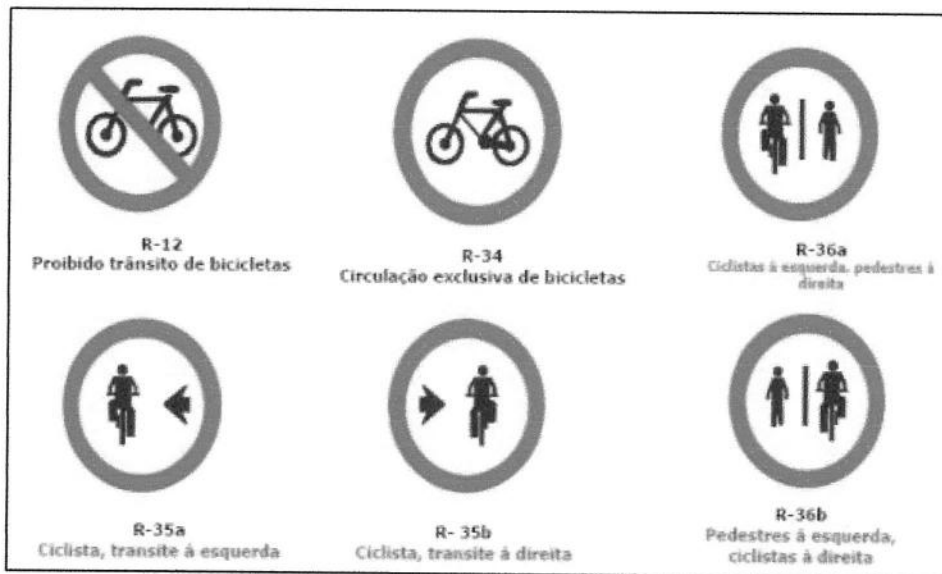 R-12
Proibido trânsito de bicicletas
R-34
Circulação exclusiva de bicicletas
R-36a
Ciclistas á esquerda, pedestres á
direita
R-35a
Ciclista, transite á esquerda
R- 35b
Ciclista, transite á direita
R-36b
Pedestres á esquerda,
ciclistas á direita